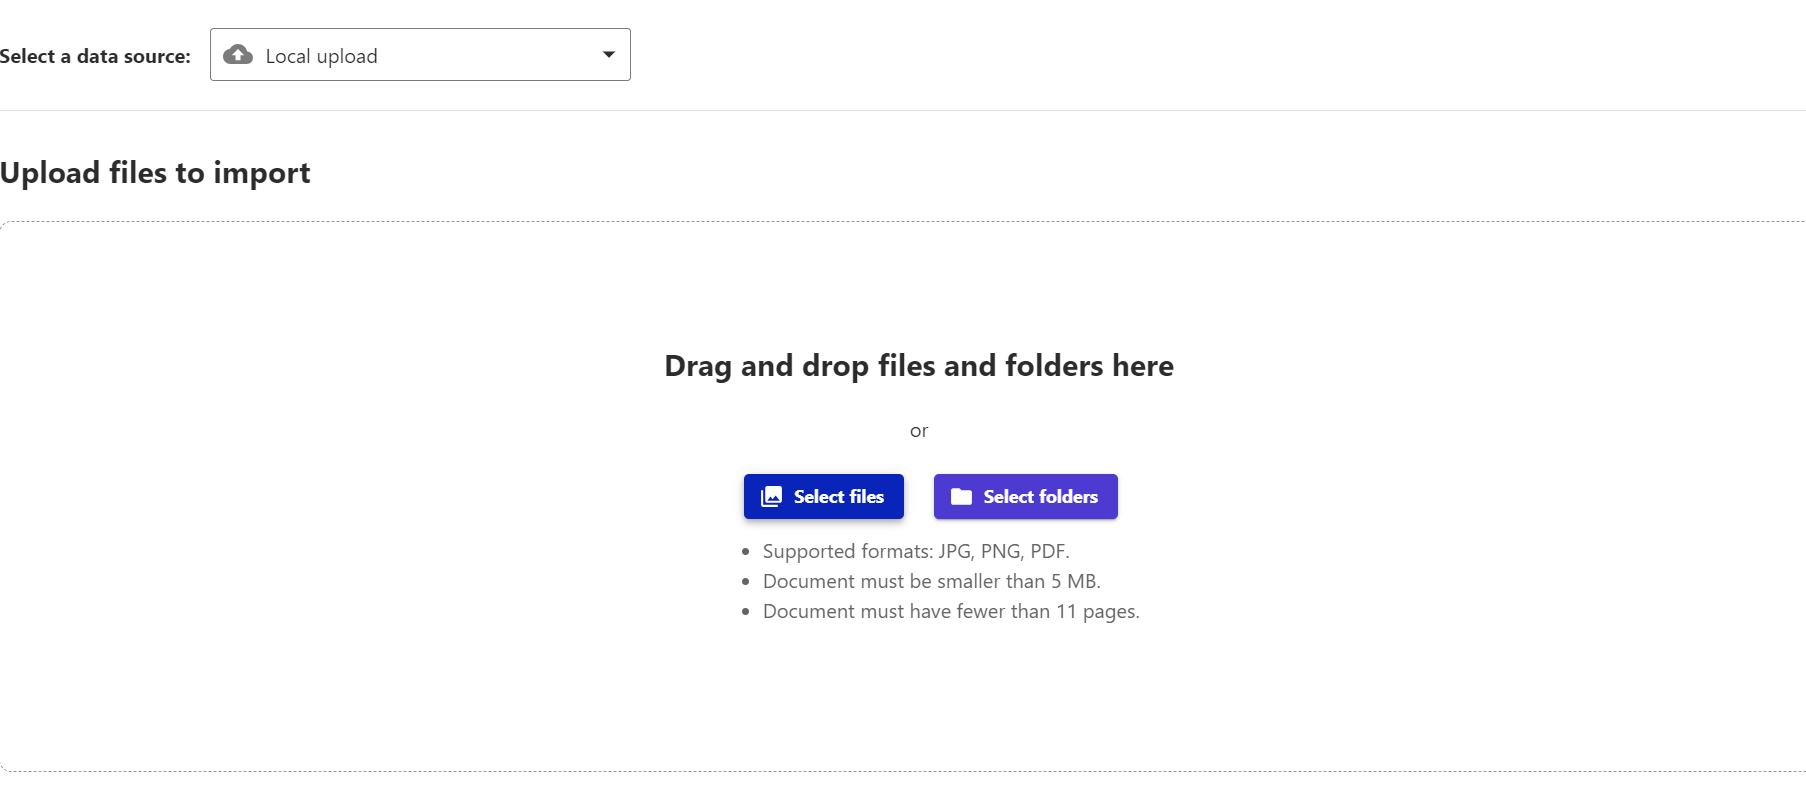 Select a data source:
Local upload
Upload files to import
Drag and drop files and folders here
or
Select files
Select folders
Supported formats: JPG, PNG, PDF.
Document must be smaller than 5 MB.
Document must have fewer than 11 pages.